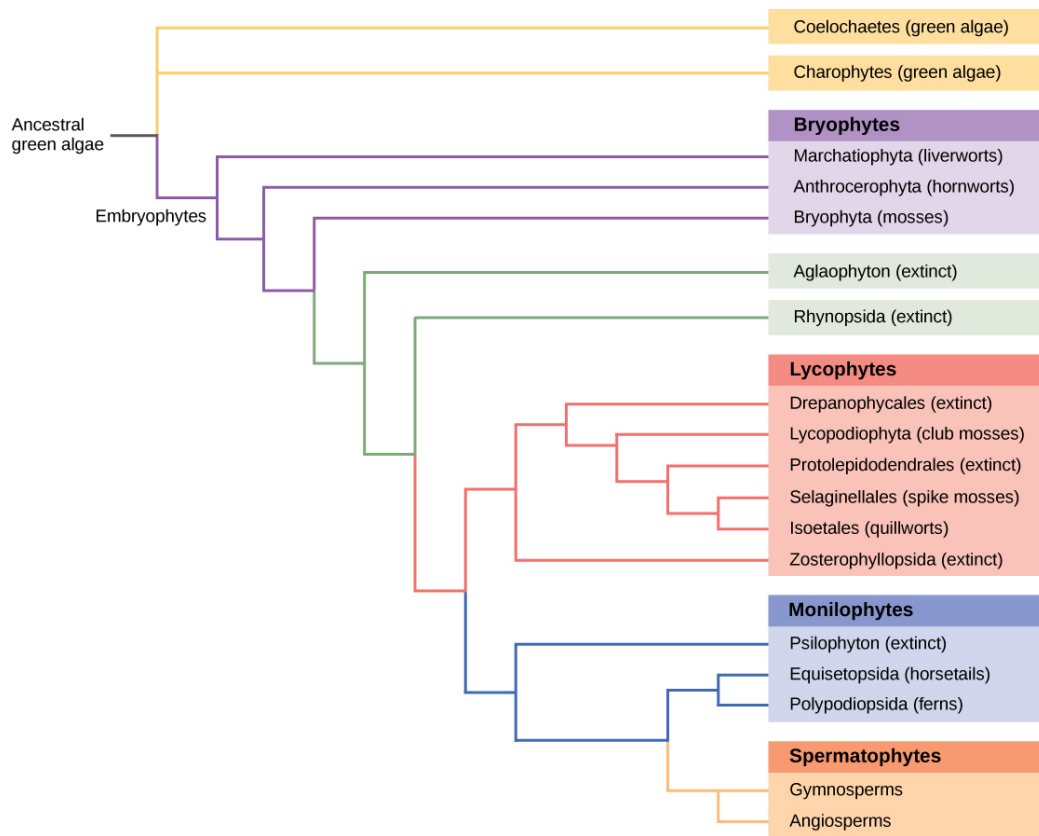 Coelochaetes (green algae)
Charophytes (green algae)
Ancestral
green algae
Embryophytes
Bryophytes
Marchatiophyta (liverworts)
Anthrocerophyta (hornworts)
Bryophyta (mosses)
Aglaophyton (extinct)
Rhynopsida (extinct)
Lycophytes
Drepanophycales (extinct)
Lycopodiophyta (club mosses)
Protolepidodendrales (extinct)
Selaginellales (spike mosses)
Isoetales (quillworts)
Zosterophyllopsida (extinct)
Monilophytes
Psilophyton (extinct)
Equisetopsida (horsetails)
Polypodiopsida (ferns)
Spermatophytes
Gymnosperms
Angiosperms